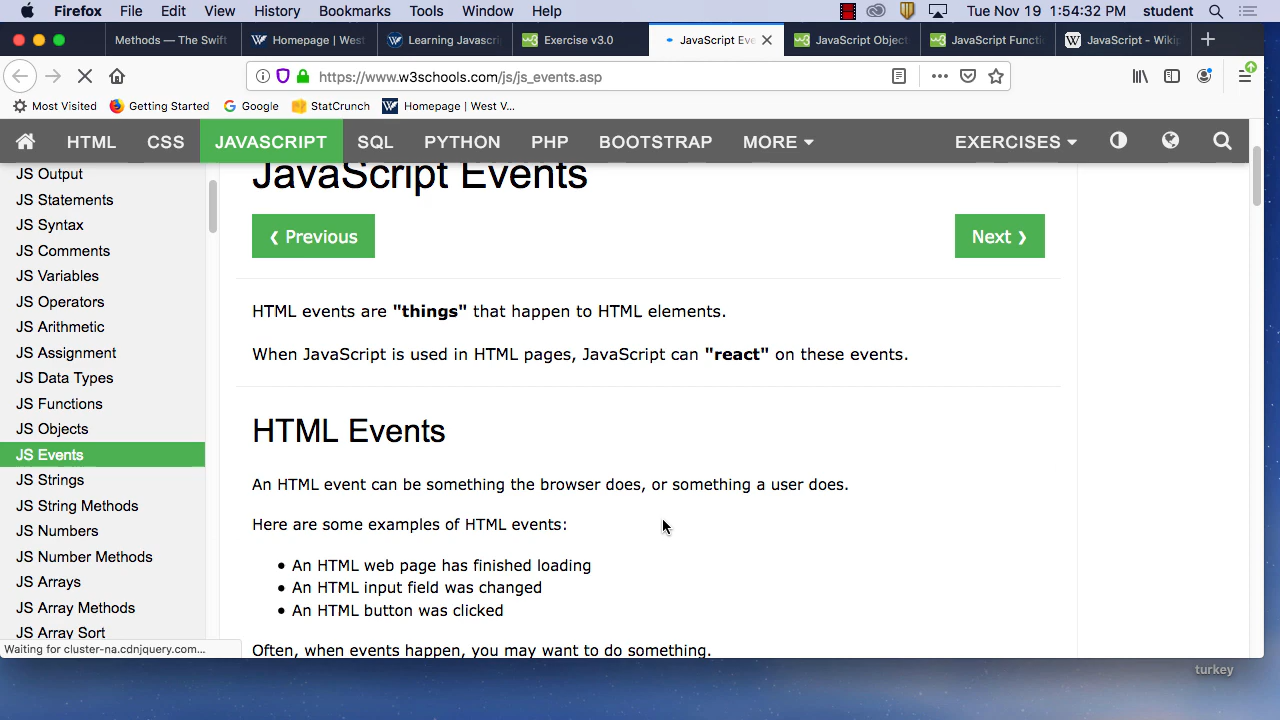 Firefox File Edit View History Bookmarks Tools Window Help Tue Nov 19 1:54:32 PM student
Methods — The Swift Homepage | West Learning Javascri Exercise v3.0 JavaScript Eve JavaScript Object JavaScript Functi JavaScript - Wikip
https://www.w3schools.com/js/js_events.asp
Most Visited Getting Started Google StatCrunch Homepage | West V...
HTML CSS JAVASCRIPT SQL PYTHON PHP BOOTSTRAP MORE EXERCISES
JS Output
JS Statements
JS Syntax
JS Comments
JS Variables
JS Operators
JS Arithmetic
JS Assignment
JS Data Types
JS Functions
JS Objects
JS Events
JS Strings
JS String Methods
JS Numbers
JS Number Methods
JS Arrays
JS Array Methods
JS Array Sort
Waiting for cluster-na.cdnjquery.com...
JavaScript Events
❮ Previous Next ❯
HTML events are "things" that happen to HTML elements.
When JavaScript is used in HTML pages, JavaScript can "react" on these events.
HTML Events
An HTML event can be something the browser does, or something a user does.
Here are some examples of HTML events:
• An HTML web page has finished loading
• An HTML input field was changed
• An HTML button was clicked
Often, when events happen, you may want to do something.
turkey